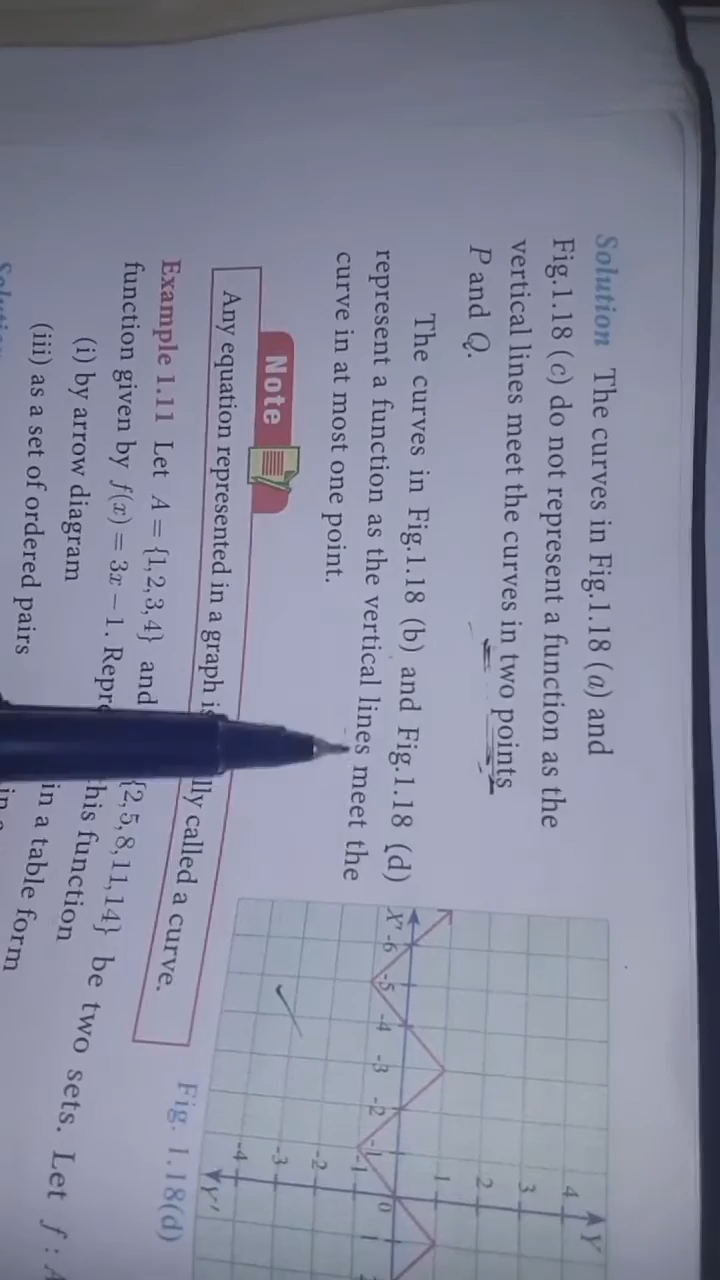 Solution The curves in Fig.1.18 (a) and
Fig.1.18 (c) do not represent a function as the
vertical lines meet the curves in two points
P and Q.
The curves in Fig.1.18 (b) and Fig.1.18 (d)
represent a function as the vertical lines meet the
curve in at most one point.
Note
Any equation represented in a graph is lly called a curve.
Example 1.11 Let A = {1,2,3,4} and {2,5,8,11,14} be two sets. Let f :
function given by f(x) = 3x − 1. Repre his function
(i) by arrow diagram in a table form
(iii) as a set of ordered pairs
Y
4
3
2
1
X' -6 -5 -4 -3 -2 -1 0 1
-1
-2
-3
-4
Y'
Fig. 1.18(d)